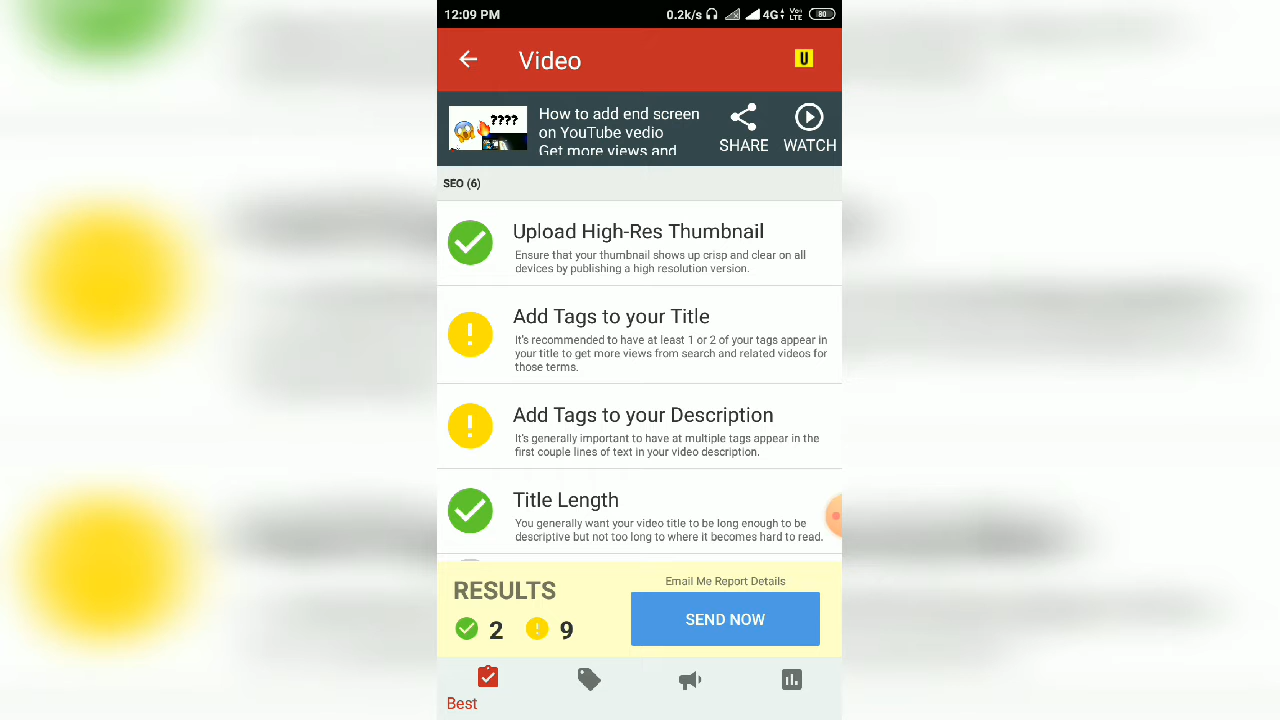 12:09 PM
0.2k/s 4G Vo LTE 80
Video
U
????
How to add end screen
on YouTube vedio
Get more views and
SHARE
WATCH
SEO (6)
Upload High-Res Thumbnail
Ensure that your thumbnail shows up crisp and clear on all
devices by publishing a high resolution version.
Add Tags to your Title
It's recommended to have at least 1 or 2 of your tags appear in
your title to get more views from search and related videos for
those terms.
Add Tags to your Description
It's generally important to have at multiple tags appear in the
first couple lines of text in your video description.
Title Length
You generally want your video title to be long enough to be
descriptive but not too long to where it becomes hard to read.
RESULTS
2 9
Email Me Report Details
SEND NOW
Best